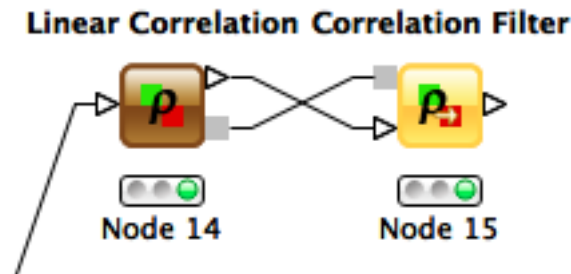 Linear Correlation Correlation Filter
ρ ρ
Node 14 Node 15